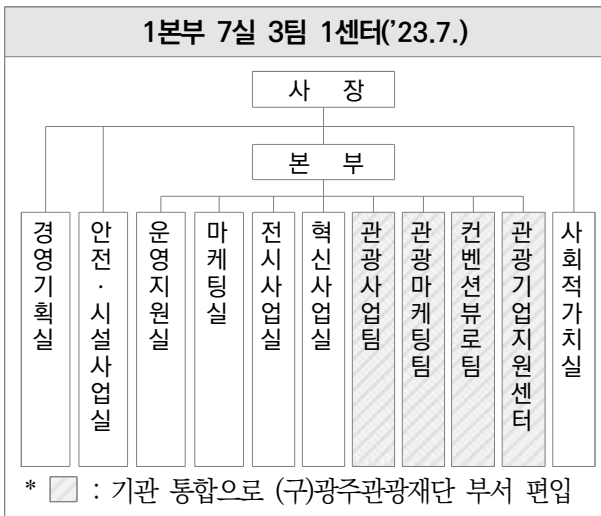 1본부 7실 3팀 1센터(’23.7.)
사 장
본 부
경영기획실
안전·시설사업실
운영지원실
마케팅실
전시사업실
혁신사업실
관광사업팀
관광마케팅팀
컨벤션뷰로팀
관광기업지원센터
사회적가치실
* : 기관 통합으로 (구)광주관광재단 부서 편입